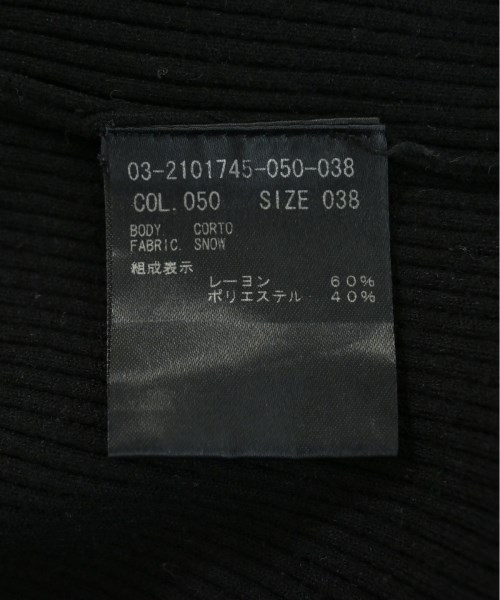 03-2101745-050-038
COL.050 SIZE 038
BODY. CORTO
FABRIC. SNOW
組成表示
レーヨン 60%
ポリエステル 40%